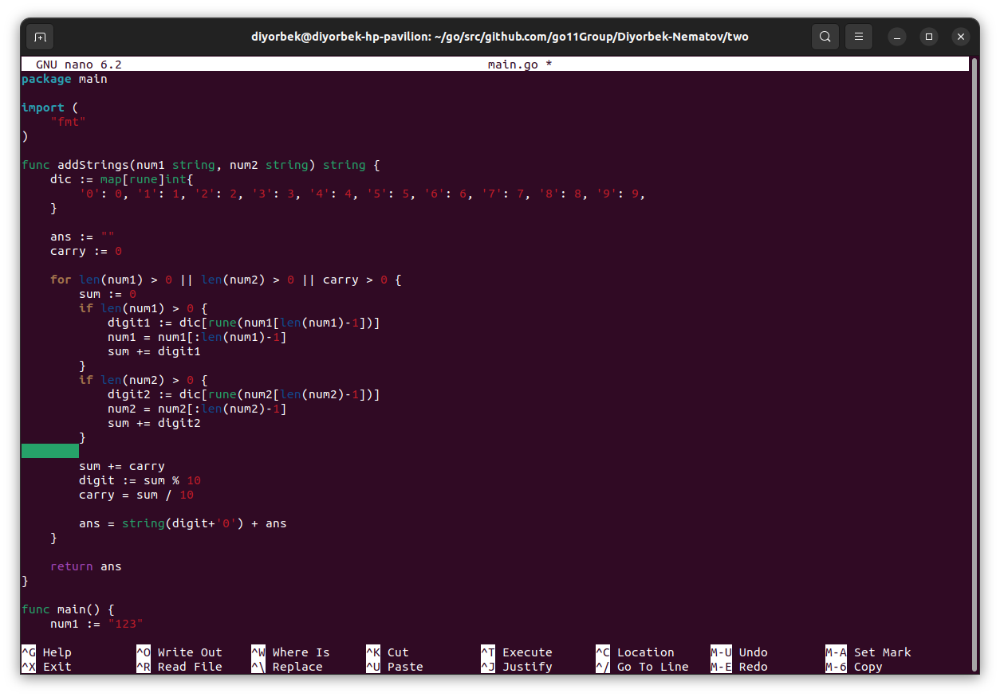 diyorbek@diyorbek-hp-pavilion: ~/go/src/github.com/go11Group/Diyorbek-Nematov/two
GNU nano 6.2 main.go *
package main

import (
    "fmt"
)

func addStrings(num1 string, num2 string) string {
    dic := map[rune]int{
        '0': 0, '1': 1, '2': 2, '3': 3, '4': 4, '5': 5, '6': 6, '7': 7, '8': 8, '9': 9,
    }

    ans := ""
    carry := 0

    for len(num1) > 0 || len(num2) > 0 || carry > 0 {
        sum := 0
        if len(num1) > 0 {
            digit1 := dic[rune(num1[len(num1)-1])]
            num1 = num1[:len(num1)-1]
            sum += digit1
        }
        if len(num2) > 0 {
            digit2 := dic[rune(num2[len(num2)-1])]
            num2 = num2[:len(num2)-1]
            sum += digit2
        }

        sum += carry
        digit := sum % 10
        carry = sum / 10

        ans = string(digit+'0') + ans
    }

    return ans
}

func main() {
    num1 := "123"

^G Help ^O Write Out ^W Where Is ^K Cut ^T Execute ^C Location M-U Undo M-A Set Mark
^X Exit ^R Read File ^\ Replace ^U Paste ^J Justify ^/ Go To Line M-E Redo M-6 Copy